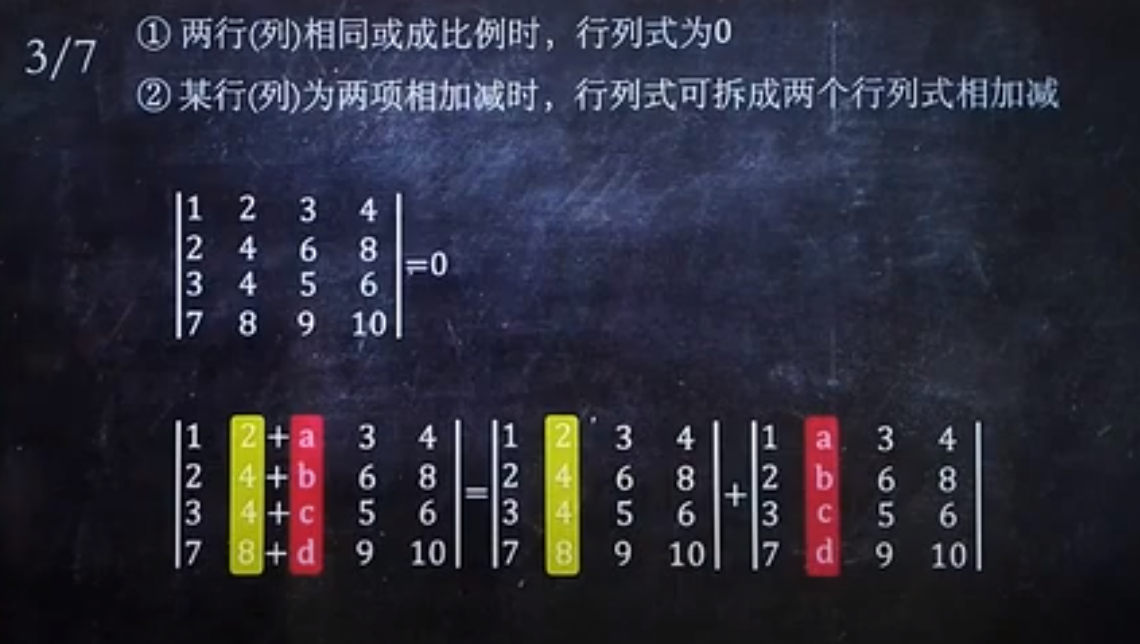 3/7
① 两行(列)相同或成比例时，行列式为0
② 某行(列)为两项相加减时，行列式可拆成两个行列式相加减
|1 2 3 4|
|2 4 6 8|=0
|3 4 5 6|
|7 8 9 10|
|1 2+a 3 4| |1 2 3 4| |1 a 3 4|
|2 4+b 6 8|=|2 4 6 8|+|2 b 6 8|
|3 4+c 5 6| |3 4 5 6| |3 c 5 6|
|7 8+d 9 10| |7 8 9 10| |7 d 9 10|